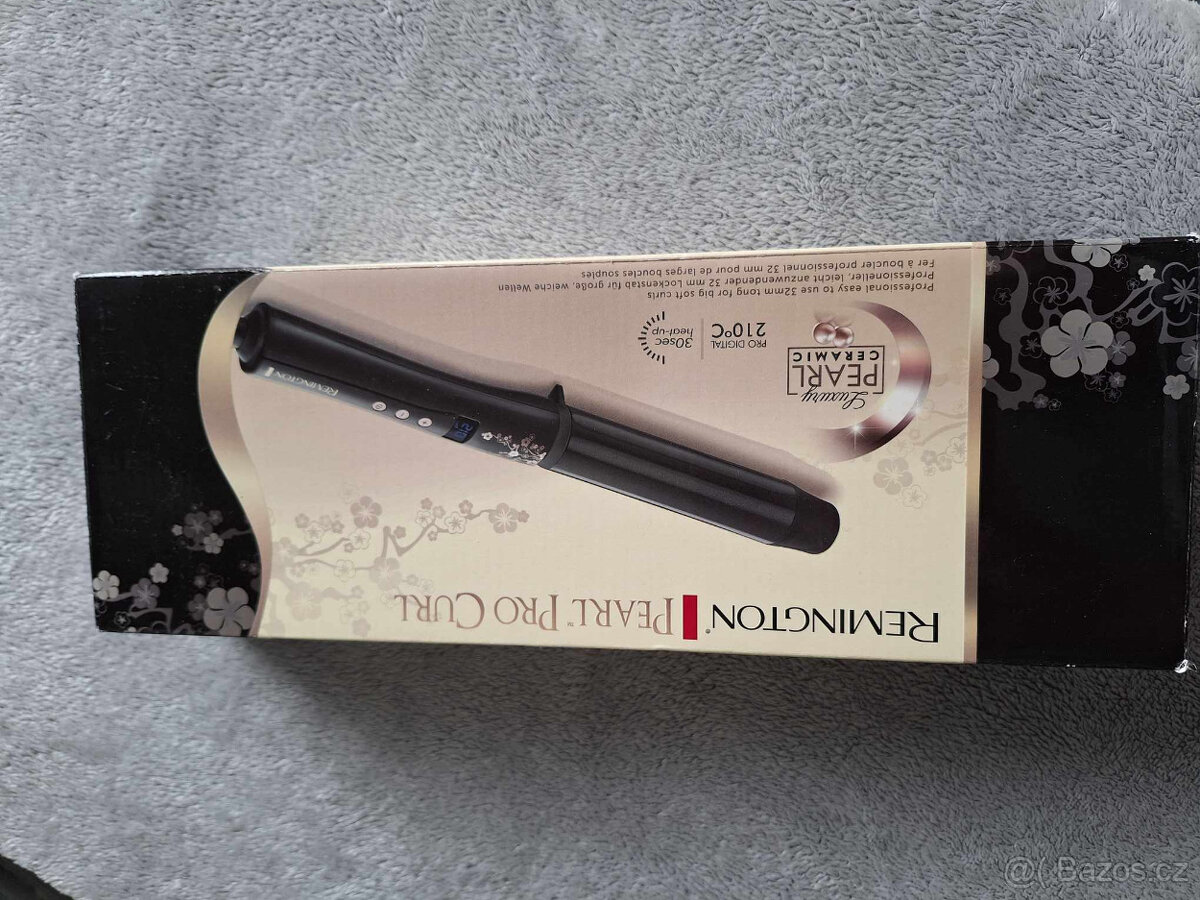 REMINGTON® PEARL™ PRO CURL
Luxury
PEARL
CERAMIC
PRO DIGITAL
210ºC
30sec
heat-up
Professional easy to use 32mm tong for big soft curls
Professioneller, leicht anzuwendender 32 mm Lockenstab für große, weiche Wellen
Fer à boucler professionnel 32 mm pour de larges boucles souples
REMINGTON
210
@( Bazos.cz